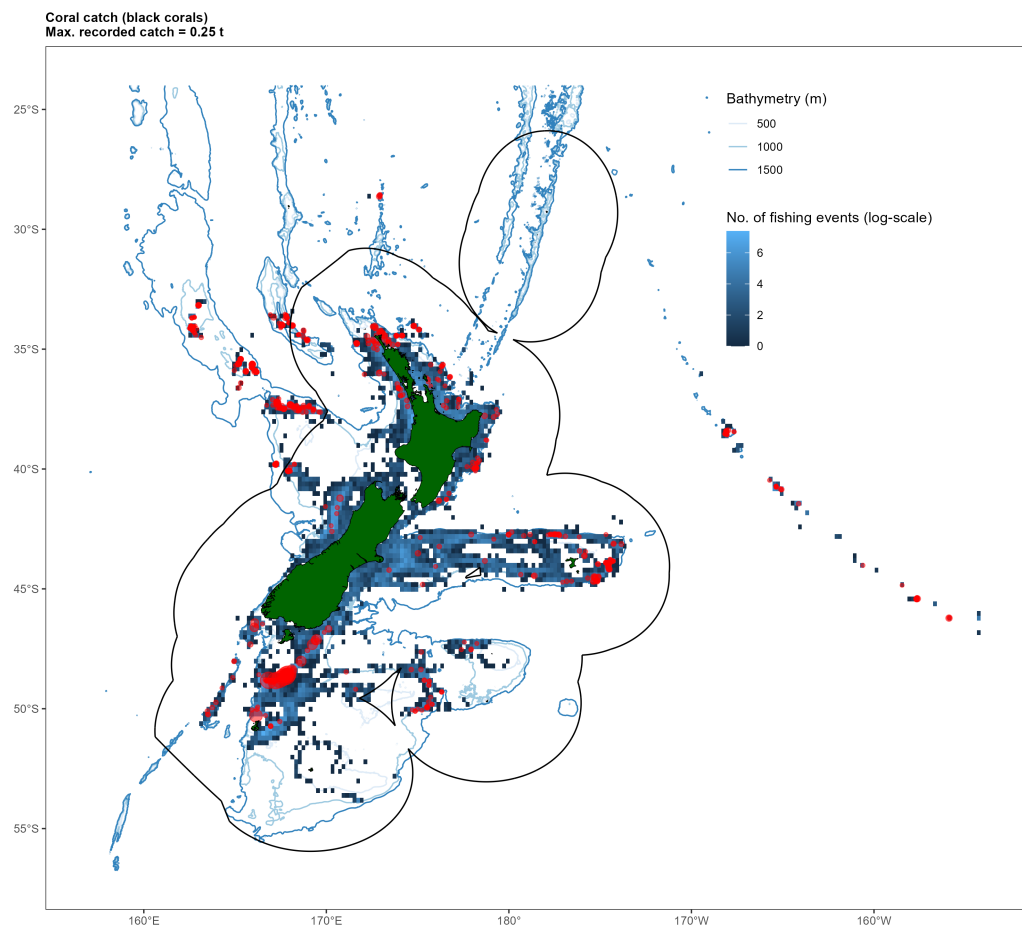 Coral catch (black corals)
Max. recorded catch = 0.25 t
Bathymetry (m)
500
1000
1500
No. of fishing events (log-scale)
6
4
2
0
25°S
30°S
35°S
40°S
45°S
50°S
55°S
160°E
170°E
180°
170°W
160°W